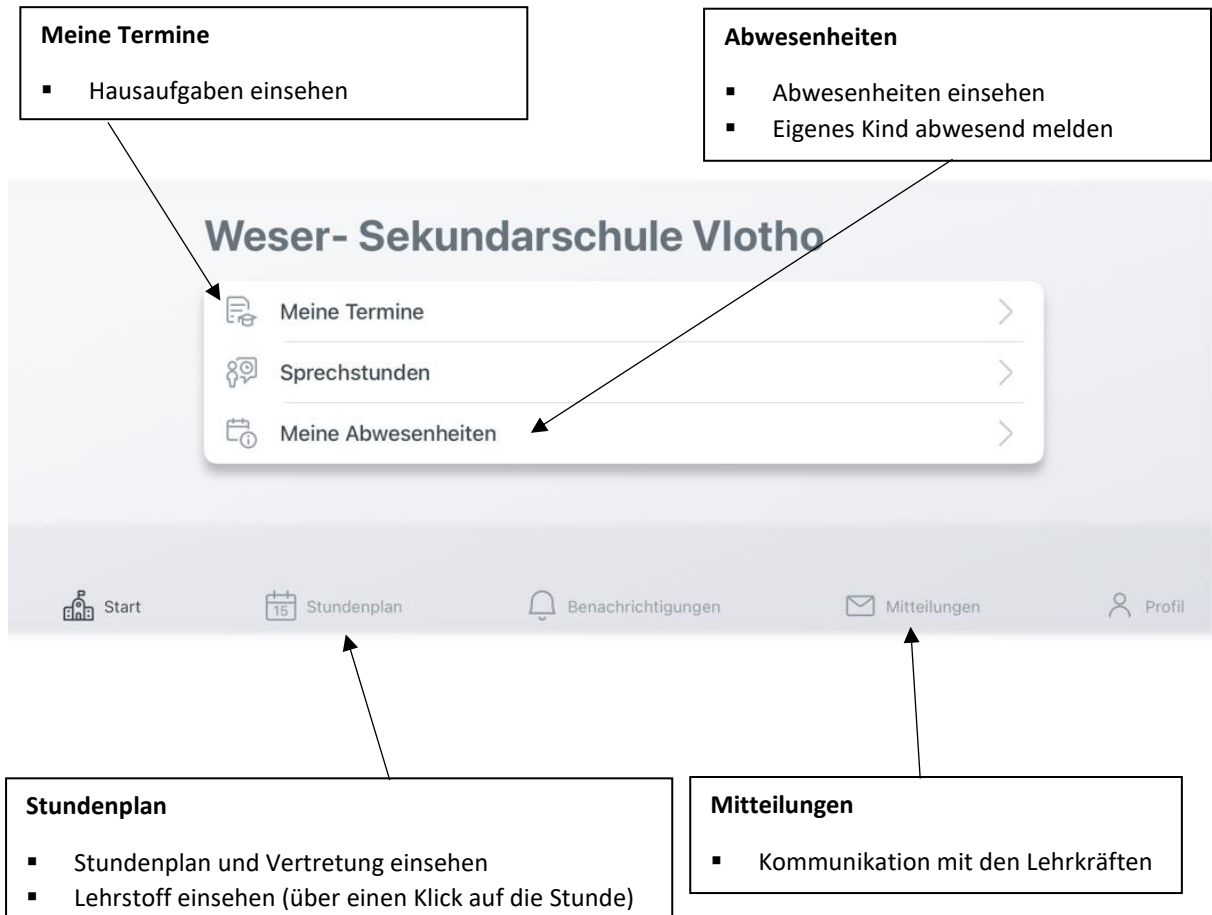 Meine Termine
▪ Hausaufgaben einsehen
Abwesenheiten
▪ Abwesenheiten einsehen
▪ Eigenes Kind abwesend melden
Weser- Sekundarschule Vlotho
Meine Termine
Sprechstunden
Meine Abwesenheiten
Start
15 Stundenplan
Benachrichtigungen
Mitteilungen
Profil
Stundenplan
▪ Stundenplan und Vertretung einsehen
▪ Lehrstoff einsehen (über einen Klick auf die Stunde)
Mitteilungen
▪ Kommunikation mit den Lehrkräften